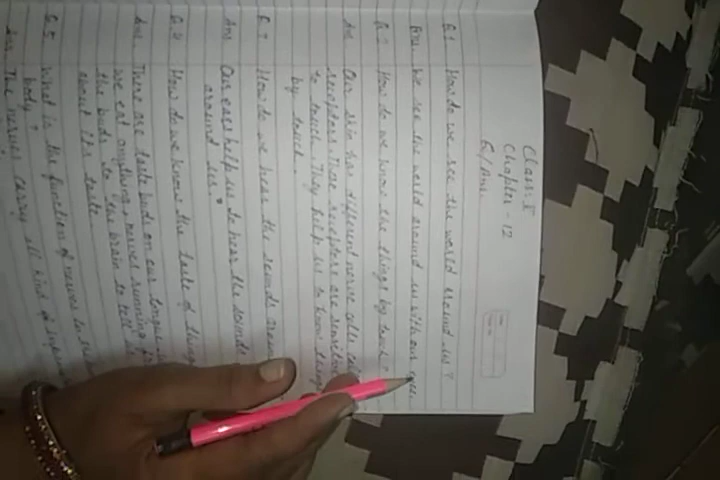 Class - V
Chapter - 12
Q/Ans.
Q.1 How do we see the world around us?
Ans. We see the world around us with our eyes.
Q.2 How do we know the things by touch?
Ans Our skin has different nerve cells called
receptors. These receptors are sensitive
to touch. They help us to know things
by touch.
Q.3 How do we hear the sounds
Ans Our ears help us to hear the sounds
around us.
Q.4 How do we know the taste of things
Ans. There are taste buds on our tongue.
we eat anything, nerves running from
the buds to our brain to tell
about its taste.
Q.5 What is the function of nerves in
body?
Ans The nerves carry all kind of